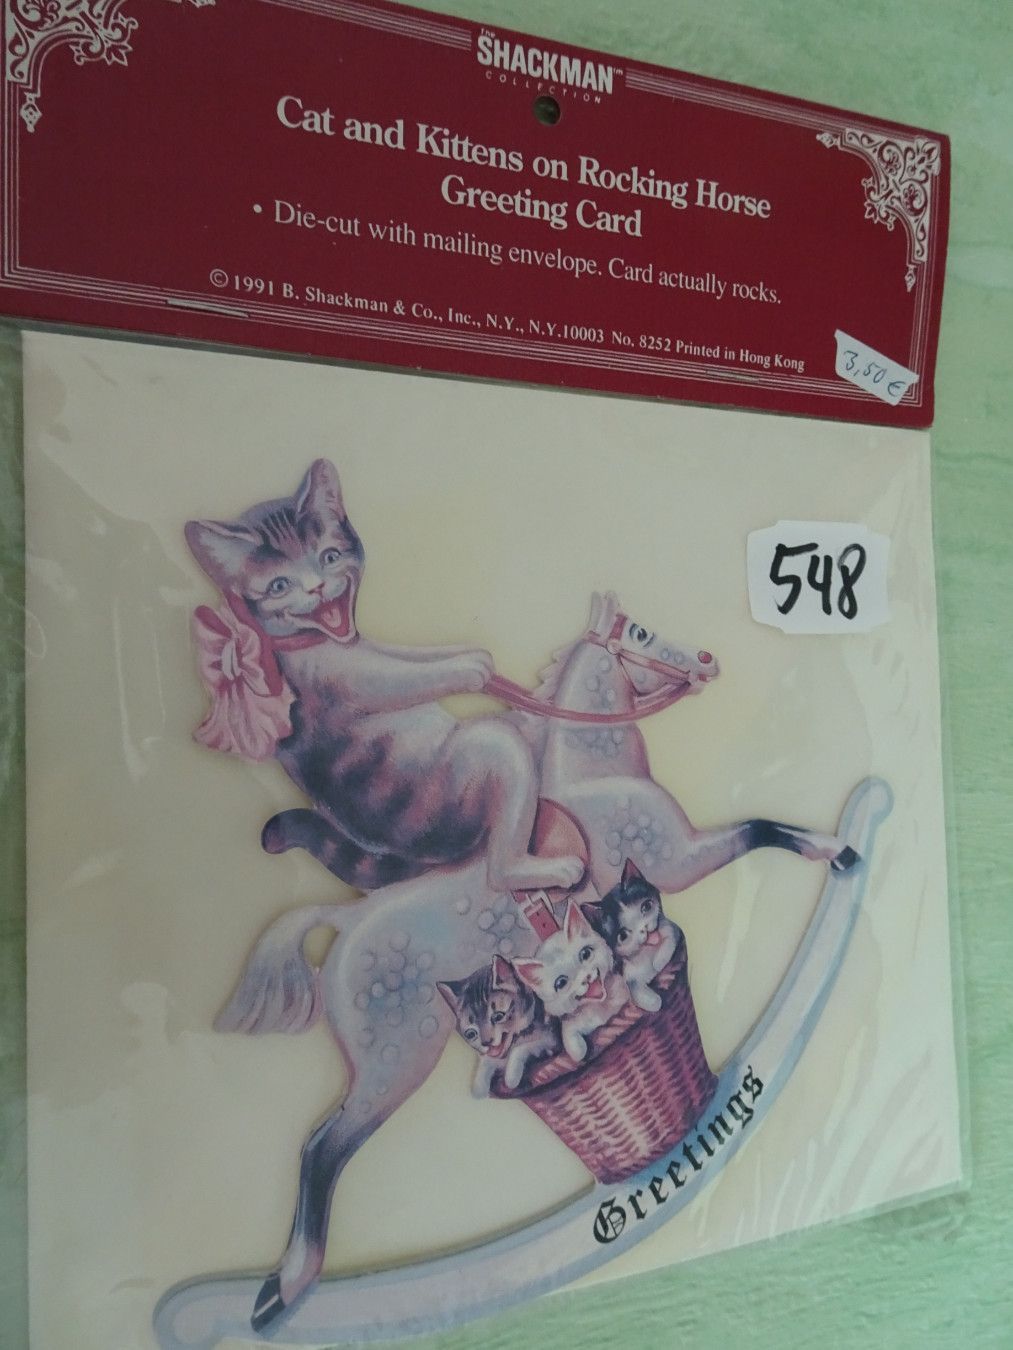 The
SHACKMAN™
COLLECTION
Cat and Kittens on Rocking Horse
Greeting Card
• Die-cut with mailing envelope. Card actually rocks.
© 1991 B. Shackman & Co., Inc., N.Y., N.Y.10003 No. 8252 Printed in Hong Kong
3,50 €
548
Greetings